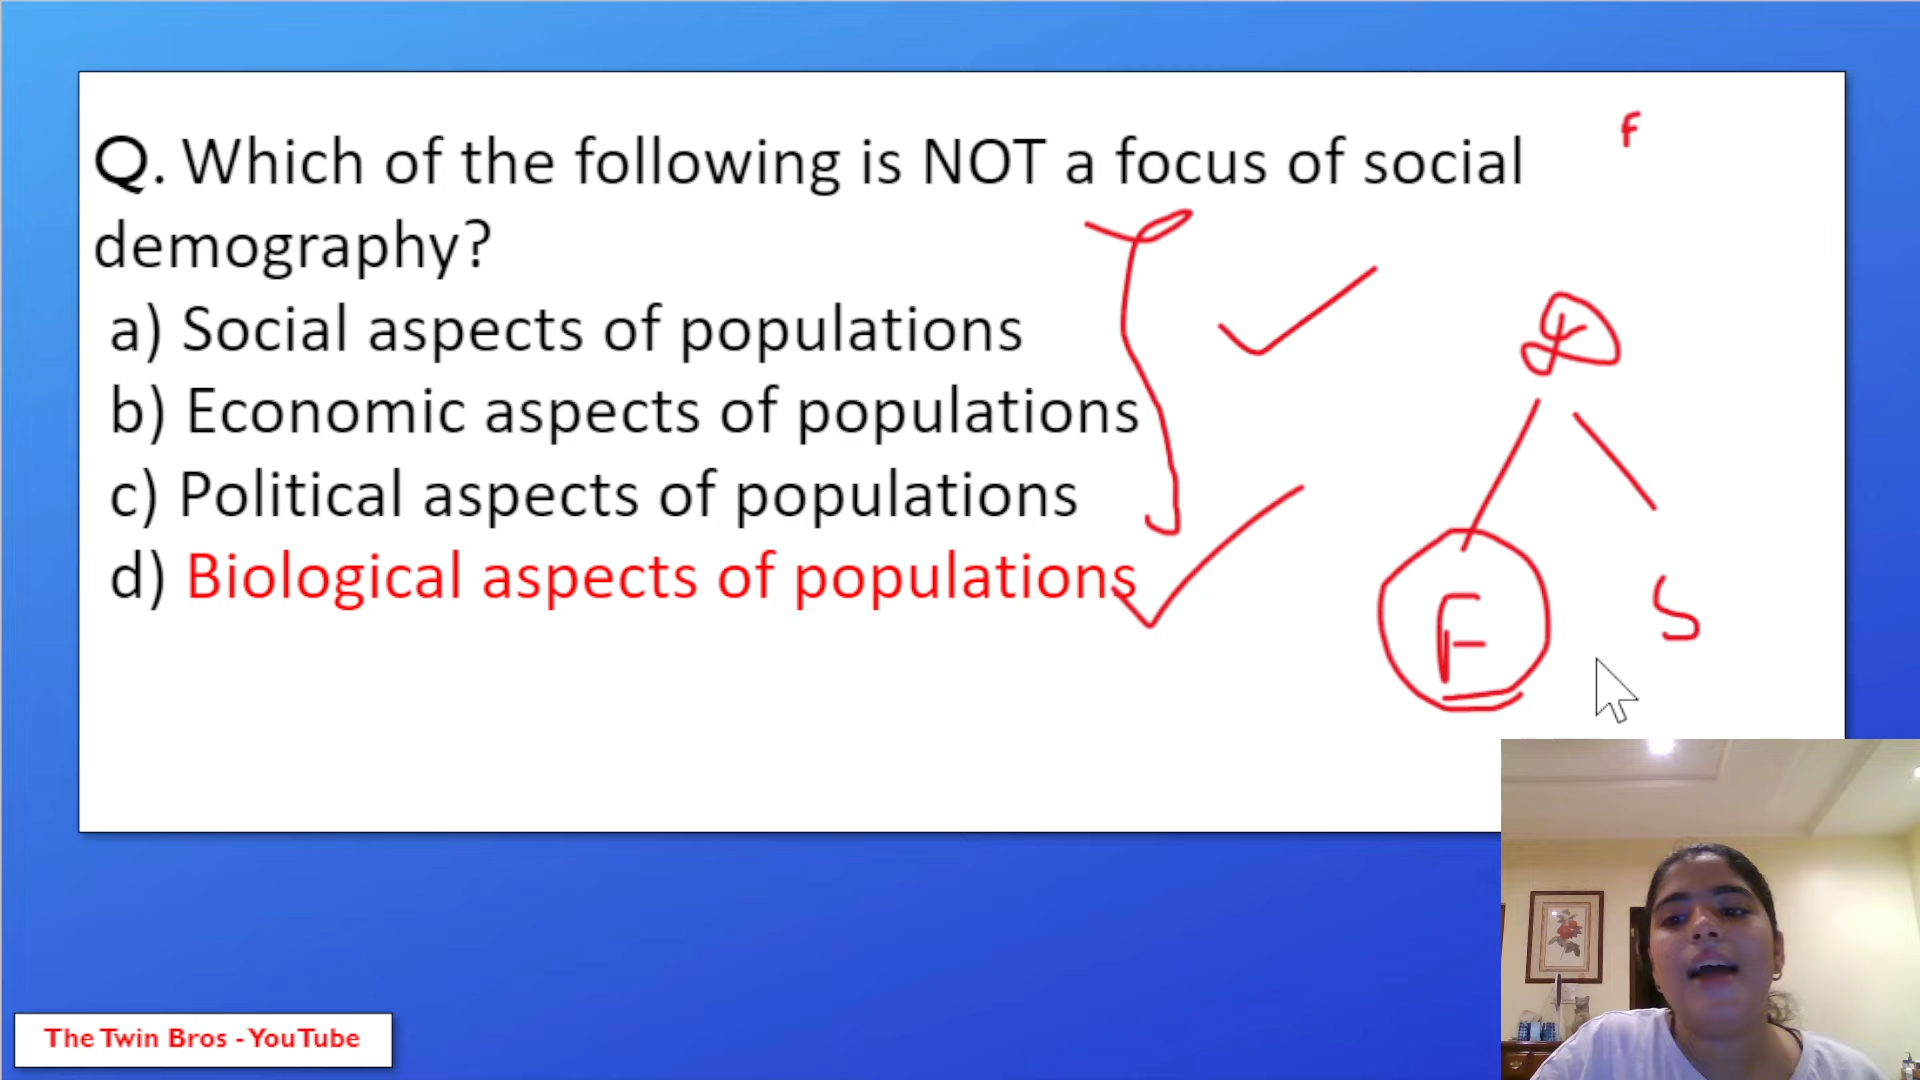 Q. Which of the following is NOT a focus of social
F
demography?
a) Social aspects of populations
b) Economic aspects of populations
c) Political aspects of populations
d) Biological aspects of populations
F
S
The Twin Bros - YouTube